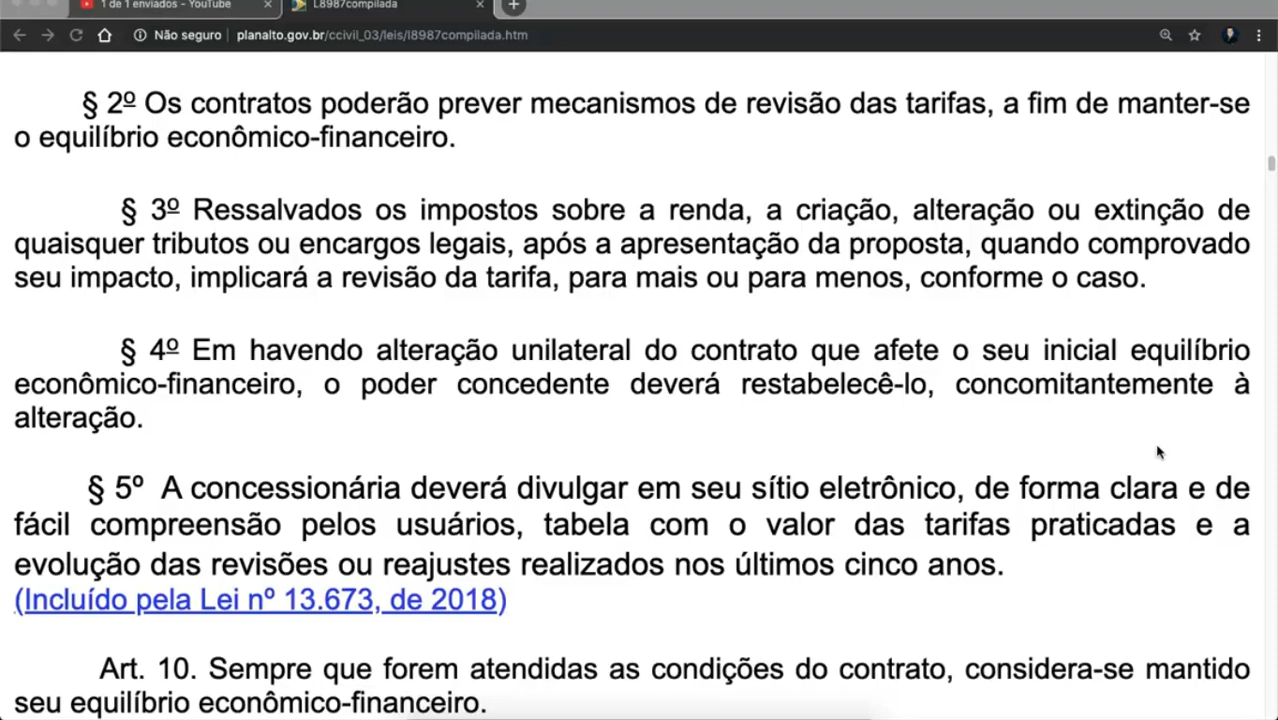 1 de 1 enviados - YouTube
L8987compilada
Não seguro
planalto.gov.br/ccivil_03/leis/l8987compilada.htm
§ 2º Os contratos poderão prever mecanismos de revisão das tarifas, a fim de manter-se
o equilíbrio econômico-financeiro.
§ 3º Ressalvados os impostos sobre a renda, a criação, alteração ou extinção de
quaisquer tributos ou encargos legais, após a apresentação da proposta, quando comprovado
seu impacto, implicará a revisão da tarifa, para mais ou para menos, conforme o caso.
§ 4º Em havendo alteração unilateral do contrato que afete o seu inicial equilíbrio
econômico-financeiro, o poder concedente deverá restabelecê-lo, concomitantemente à
alteração.
§ 5º A concessionária deverá divulgar em seu sítio eletrônico, de forma clara e de
fácil compreensão pelos usuários, tabela com o valor das tarifas praticadas e a
evolução das revisões ou reajustes realizados nos últimos cinco anos.
(Incluído pela Lei nº 13.673, de 2018)
Art. 10. Sempre que forem atendidas as condições do contrato, considera-se mantido
seu equilíbrio econômico-financeiro.